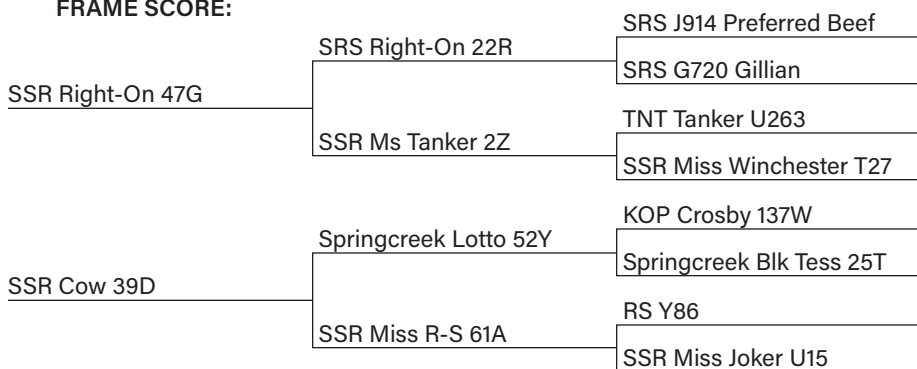 FRAME SCORE:
SRS J914 Preferred Beef
SRS Right-On 22R
SRS G720 Gillian
SSR Right-On 47G
TNT Tanker U263
SSR Ms Tanker 2Z
SSR Miss Winchester T27
KOP Crosby 137W
Springcreek Lotto 52Y
Springcreek Blk Tess 25T
SSR Cow 39D
RS Y86
SSR Miss R-S 61A
SSR Miss Joker U15